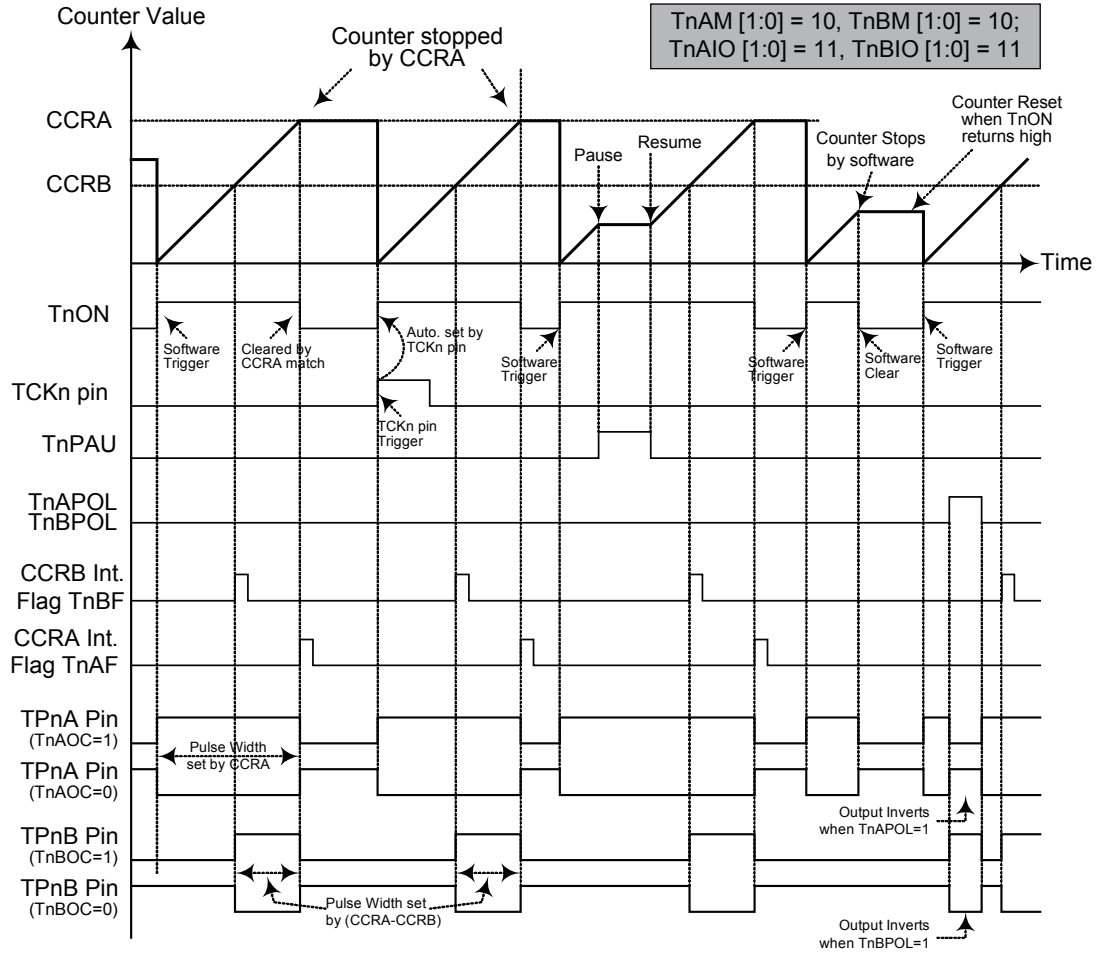 Counter Value
TnAM [1:0] = 10, TnBM [1:0] = 10;
TnAIO [1:0] = 11, TnBIO [1:0] = 11
Counter stopped
by CCRA
CCRA
CCRB
Pause
Resume
Counter Stops
by software
Counter Reset
when TnON
returns high
Time
TnON
Software
Trigger
Cleared by
CCRA match
Auto. set by
TCKn pin
Software
Trigger
Software
Trigger
Software
Clear
Software
Trigger
TCKn pin
TCKn pin
Trigger
TnPAU
TnAPOL
TnBPOL
CCRB Int.
Flag TnBF
CCRA Int.
Flag TnAF
TPnA Pin
(TnAOC=1)
Pulse Width
set by CCRA
TPnA Pin
(TnAOC=0)
Output Inverts
when TnAPOL=1
TPnB Pin
(TnBOC=1)
TPnB Pin
(TnBOC=0)
Pulse Width set
by (CCRA-CCRB)
Output Inverts
when TnBPOL=1